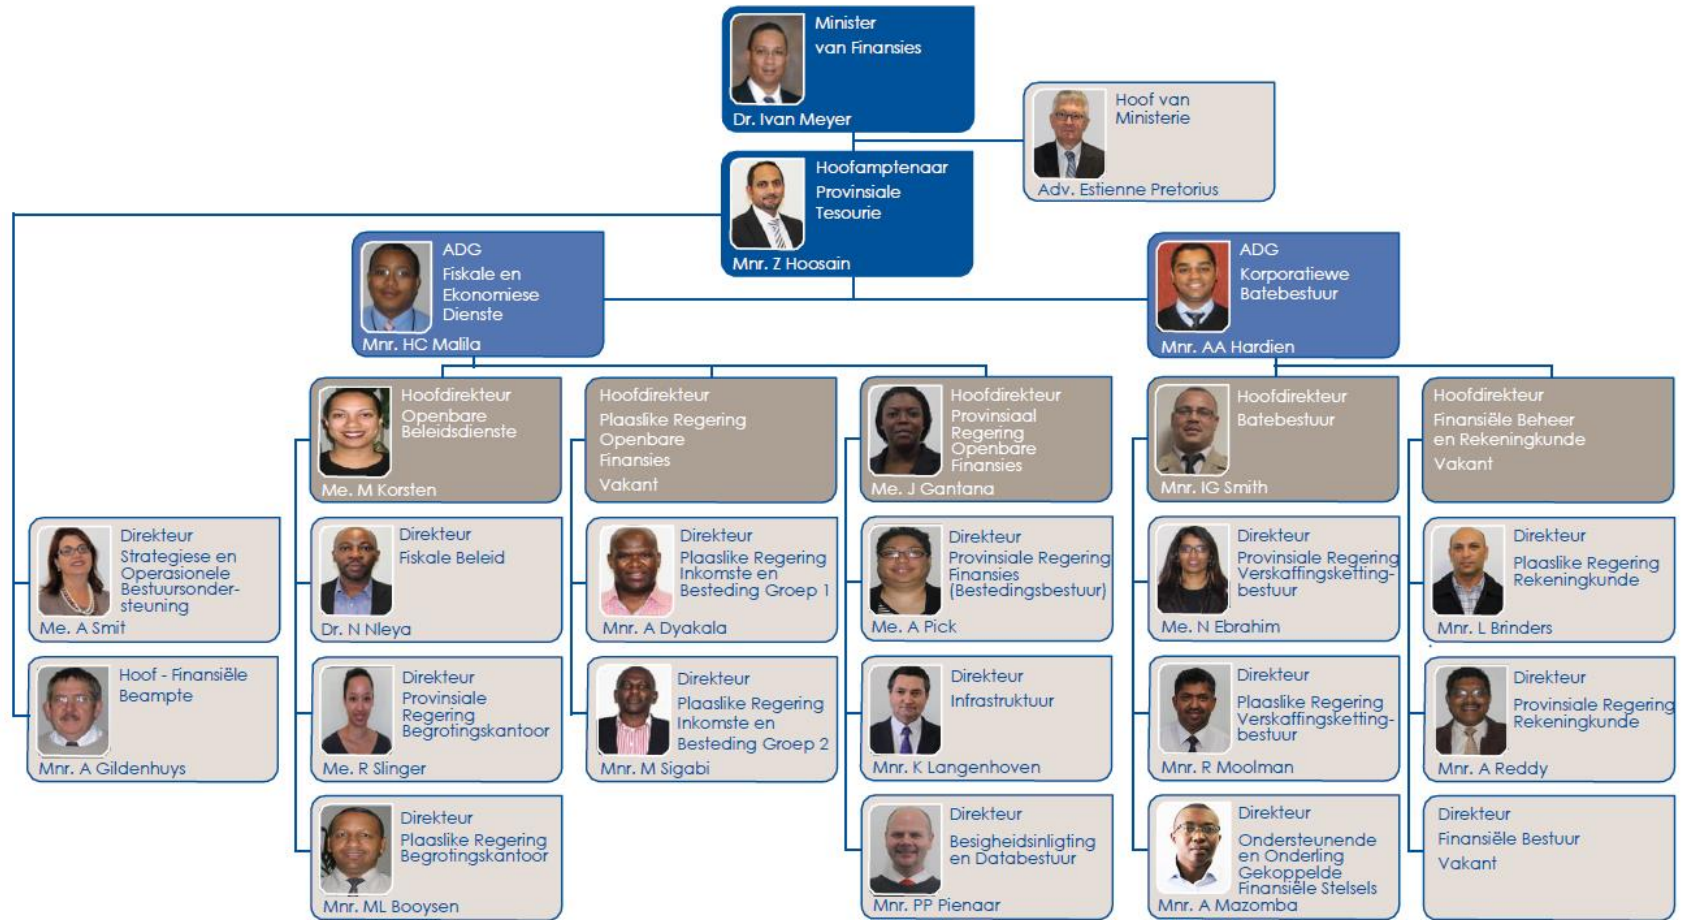 Minister
van Finansies
Dr. Ivan Meyer
Hoof van
Ministerie
Adv. Estienne Pretorius
Hoofamptenaar
Provinsiale
Tesourie
Mnr. Z Hoosain
ADG
Fiskale en
Ekonomiese
Dienste
Mnr. HC Malila
ADG
Korporatiewe
Batebestuur
Mnr. AA Hardien
Hoofdirekteur
Openbare
Beleidsdienste
Me. M Korsten
Hoofdirekteur
Plaaslike Regering
Openbare
Finansies
Vakant
Hoofdirekteur
Provinsiaal
Regering
Openbare
Finansies
Me. J Gantana
Hoofdirekteur
Batebestuur
Mnr. IG Smith
Hoofdirekteur
Finansiële Beheer
en Rekeningkunde
Vakant
Direkteur
Strategiese en
Operasionele
Bestuursonder-
steuning
Me. A Smit
Direkteur
Fiskale Beleid
Dr. N Nleya
Direkteur
Plaaslike Regering
Inkomste en
Besteding Groep 1
Mnr. A Dyakala
Direkteur
Provinsiale Regering
Finansies
(Bestedingsbestuur)
Me. A Pick
Direkteur
Provinsiale Regering
Verskaffingsketting-
bestuur
Me. N Ebrahim
Direkteur
Plaaslike Regering
Rekeningkunde
Mnr. L Brinders
Hoof - Finansiële
Beampte
Mnr. A Gildenhuys
Direkteur
Provinsiale
Regering
Begrotingskantoor
Me. R Slinger
Direkteur
Plaaslike Regering
Inkomste en
Besteding Groep 2
Mnr. M Sigabi
Direkteur
Infrastruktuur
Mnr. K Langenhoven
Direkteur
Plaaslike Regering
Verskaffingsketting-
bestuur
Mnr. R Moolman
Direkteur
Provinsiale Regering
Rekeningkunde
Mnr. A Reddy
Direkteur
Plaaslike Regering
Begrotingskantoor
Mnr. ML Booysen
Direkteur
Besigheidsinligting
en Databestuur
Mnr. PP Pienaar
Direkteur
Ondersteunende
en Onderling
Gekoppelde
Finansiële Stelsels
Mnr. A Mazomba
Direkteur
Finansiële Bestuur
Vakant